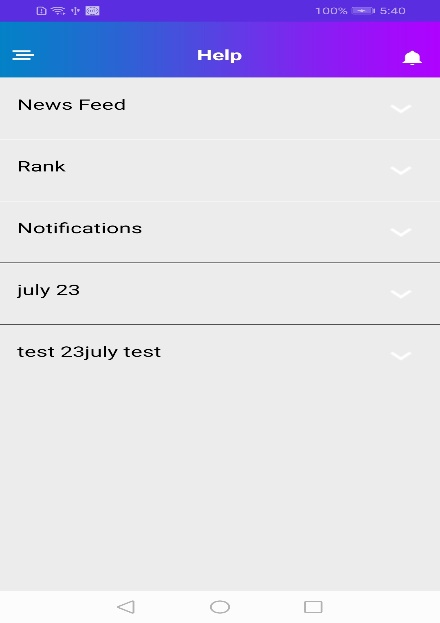 100% 5:40
Help
News Feed
Rank
Notifications
july 23
test 23july test